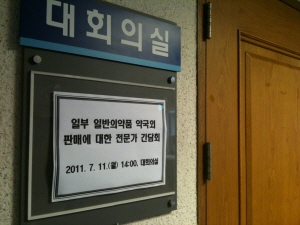 대회의실
일부 일반의약품 약국외
판매에 대한 전문가 간담회
2011. 7. 11.(월) 14:00. 대회의실